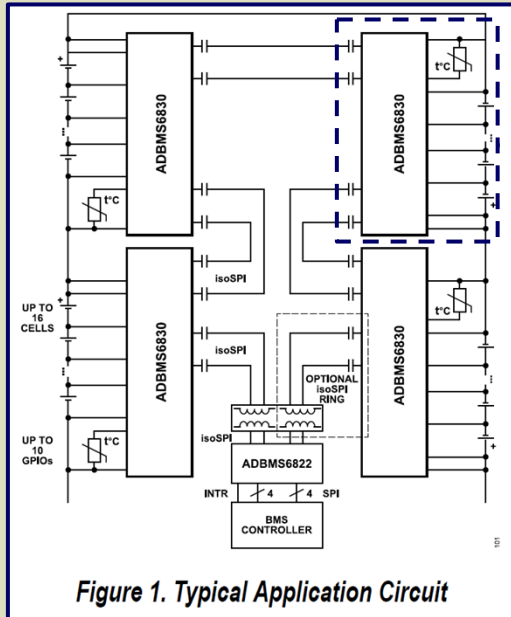 t°C
ADBMS6830
ADBMS6830
...
...
t°C
+
+
isoSPI
t°C
UP TO
16
CELLS
ADBMS6830
ADBMS6830
isoSPI
OPTIONAL
isoSPI
RING
...
...
UP TO
10
GPIOs
t°C
isoSPI
ADBMS6822
+
+
INTR
4
4
SPI
BMS
CONTROLLER
101
Figure 1. Typical Application Circuit